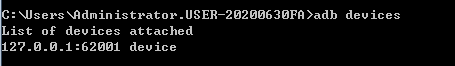 C:\Users\Administrator.USER-20200630FA>adb devices
List of devices attached
127.0.0.1:62001 device